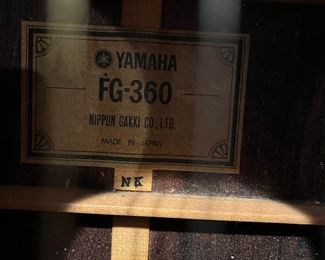 YAMAHA
FG-360
NIPPON GAKKI CO., LTD.
MADE IN JAPAN
NK